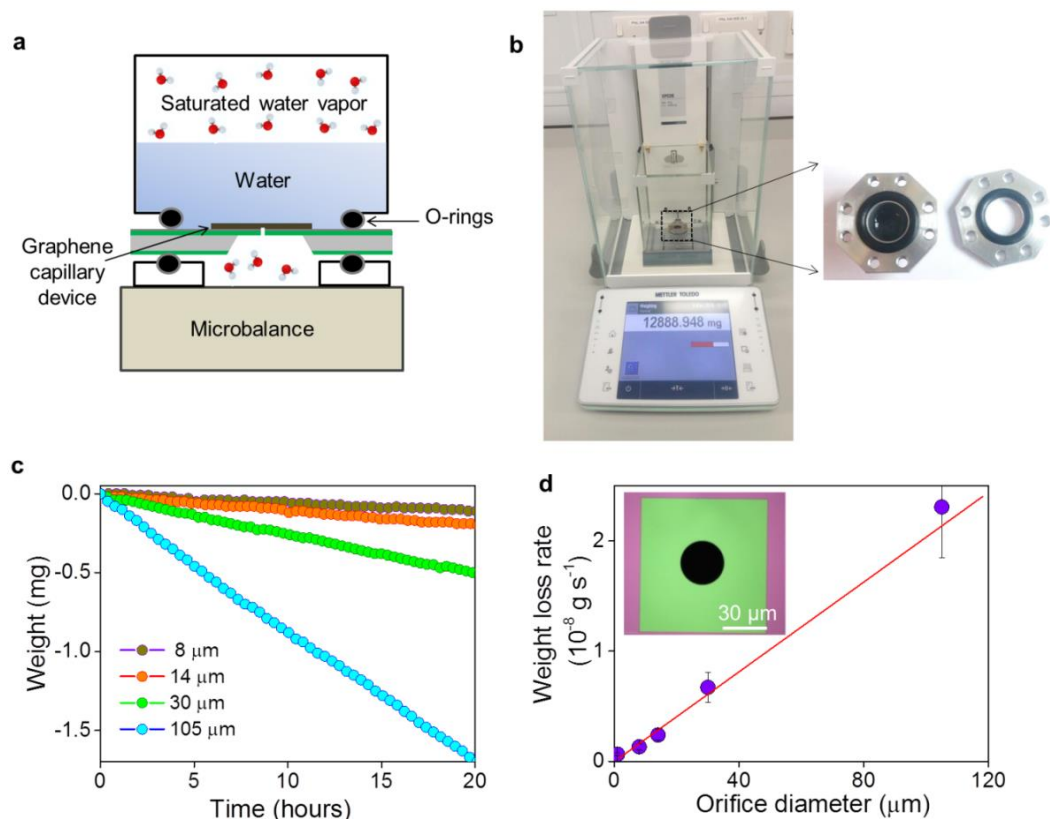 a
Saturated water vapor
Water
O-rings
Graphene
capillary
device
Microbalance
b
METTLER TOLEDO
12888.948 mg
c
Weight (mg)
0.0
-0.5
-1.0
-1.5
8 μm
14 μm
30 μm
105 μm
0
5
10
15
20
Time (hours)
d
Weight loss rate
(10⁻⁸ g s⁻¹)
2
1
0
30 μm
0
40
80
120
Orifice diameter (μm)